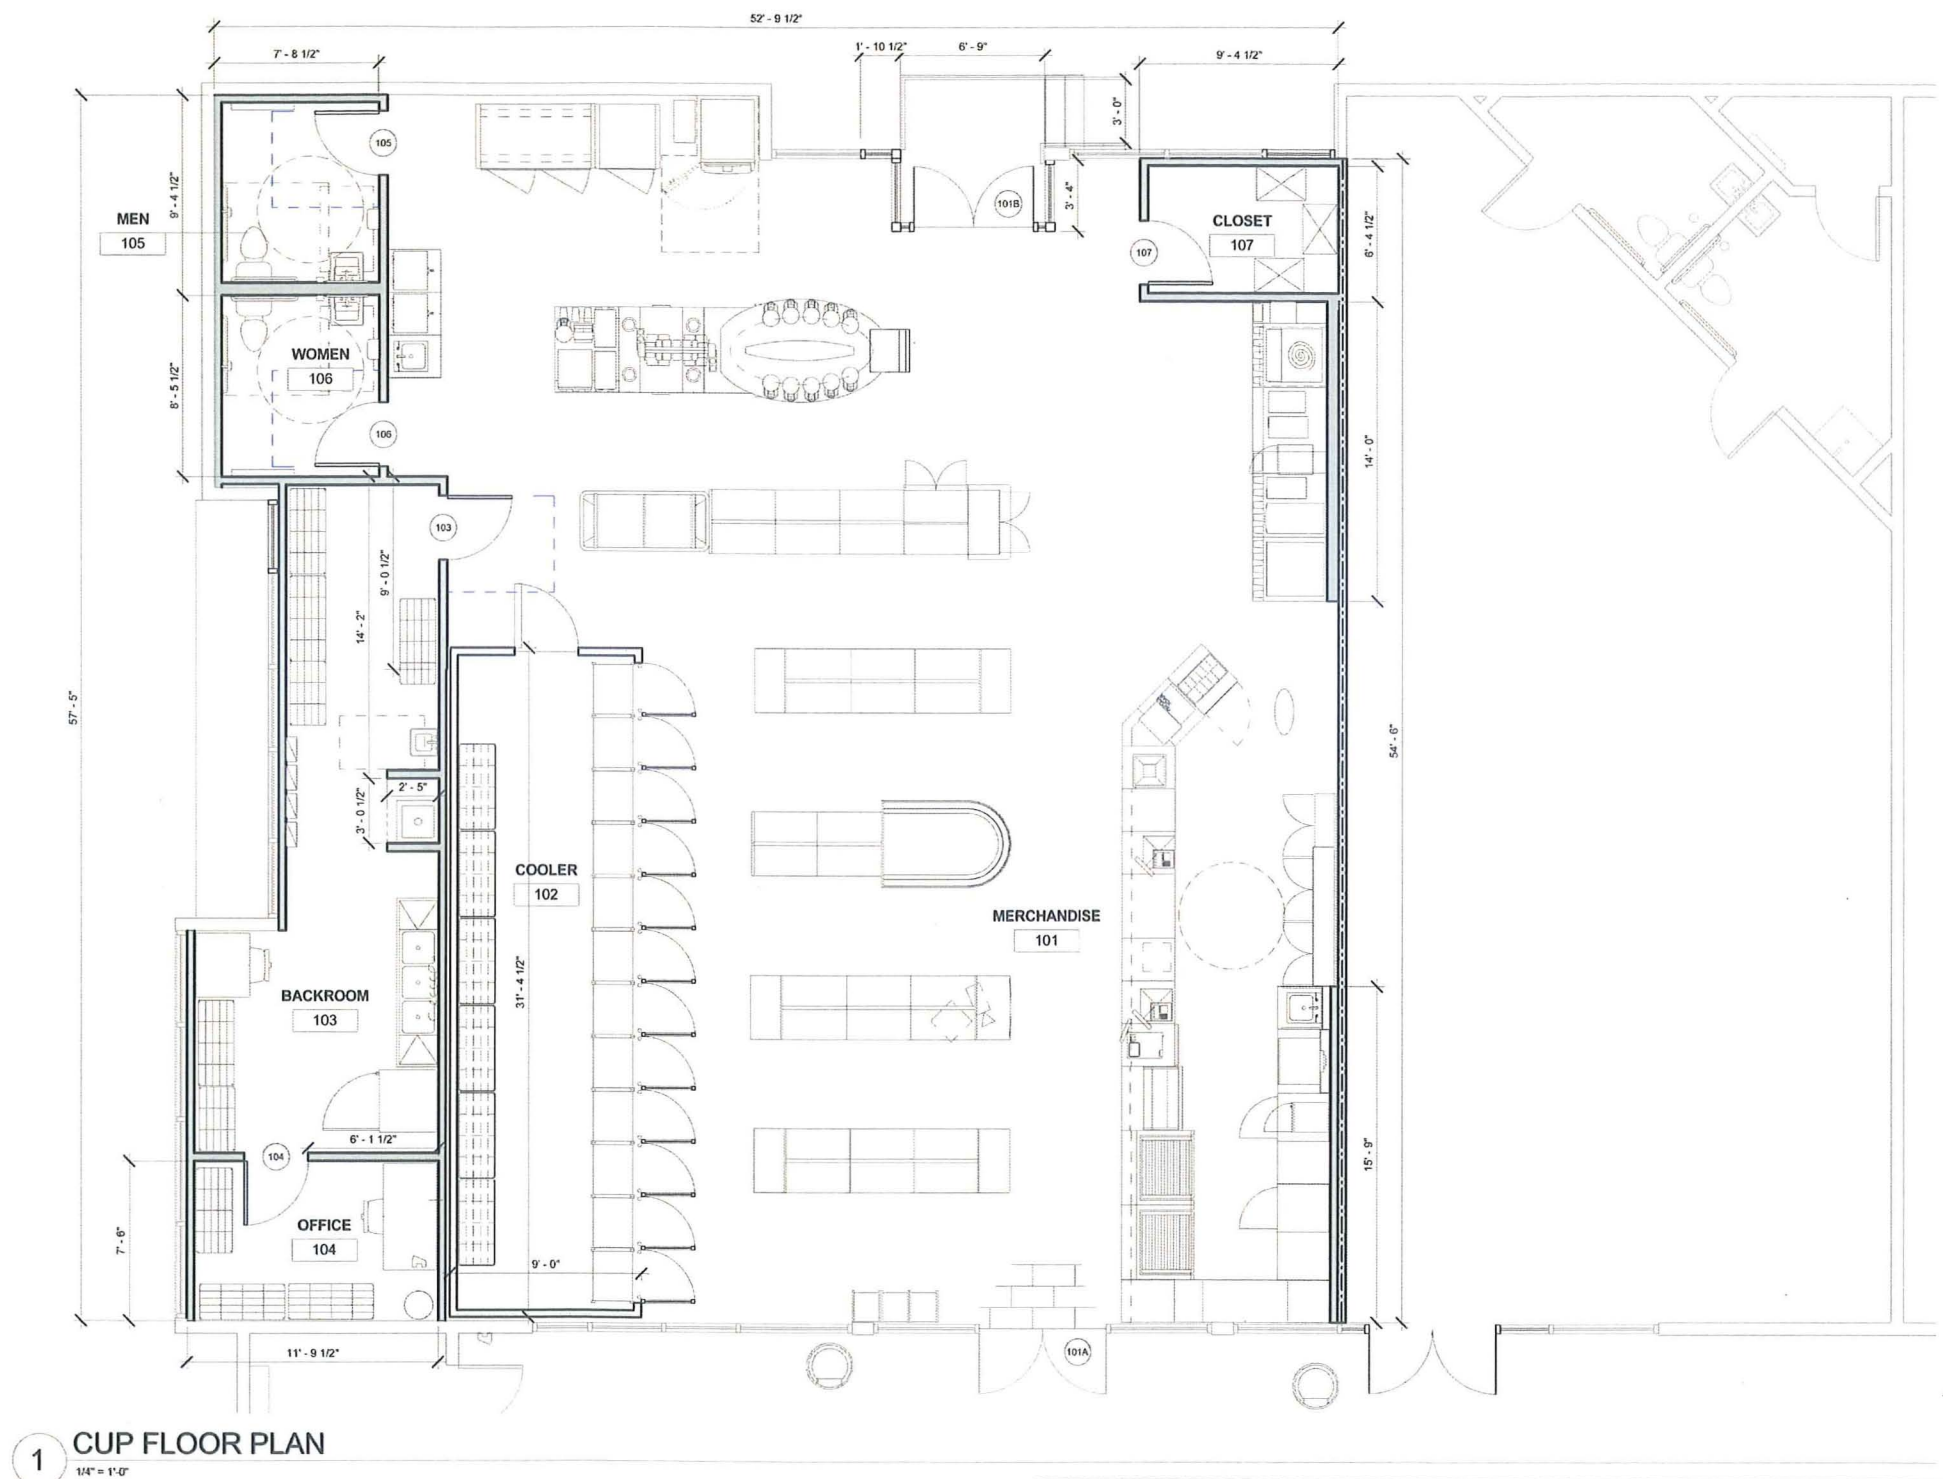 52' - 9 1/2"
7' - 8 1/2"
1' - 10 1/2"
6' - 9"
9' - 4 1/2"
3' - 0"
105
9' - 4 1/2"
MEN
105
101B
3' - 4"
CLOSET
107
107
6' - 4 1/2"
WOMEN
106
8' - 5 1/2"
106
14' - 0"
103
9' - 0 1/2"
14' - 2"
57' - 5"
54' - 6"
2' - 5"
3' - 0 1/2"
COOLER
102
MERCHANDISE
101
31' - 4 1/2"
BACKROOM
103
6' - 1 1/2"
104
15' - 9"
7' - 6"
OFFICE
104
9' - 0"
11' - 9 1/2"
101A
1
CUP FLOOR PLAN
1/4" = 1'-0"